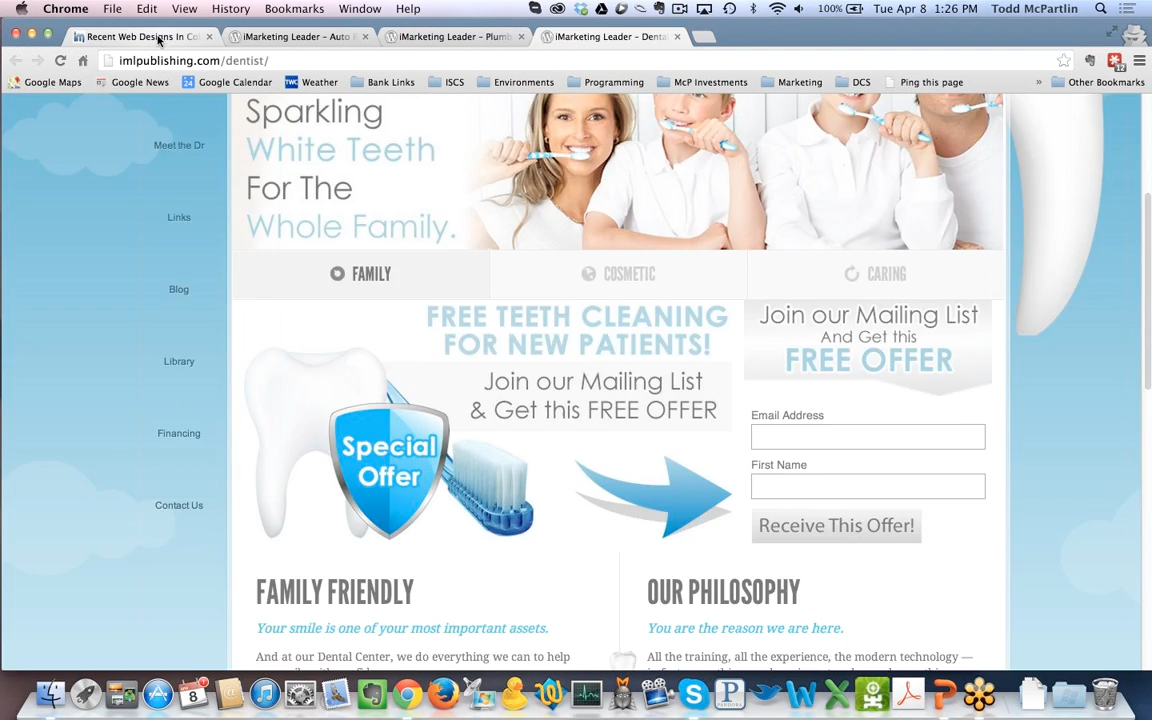 Chrome File Edit View History Bookmarks Window Help 100% Tue Apr 8 1:26 PM Todd McPartlin
Recent Web Designs In Col iMarketing Leader – Auto R iMarketing Leader – Plumb iMarketing Leader – Denta
imlpublishing.com/dentist/
Google Maps Google News 24 Google Calendar TWC Weather Bank Links ISCS Environments Programming McP Investments Marketing DCS Ping this page » Other Bookmarks
Meet the Dr
Links
Blog
Library
Financing
Contact Us
Sparkling
White Teeth
For The
Whole Family.
FAMILY COSMETIC CARING
FREE TEETH CLEANING
FOR NEW PATIENTS!
Join our Mailing List
& Get this FREE OFFER
Special
Offer
Join our Mailing List
And Get this
FREE OFFER
Email Address
First Name
Receive This Offer!
FAMILY FRIENDLY
Your smile is one of your most important assets.
And at our Dental Center, we do everything we can to help
OUR PHILOSOPHY
You are the reason we are here.
All the training, all the experience, the modern technology —